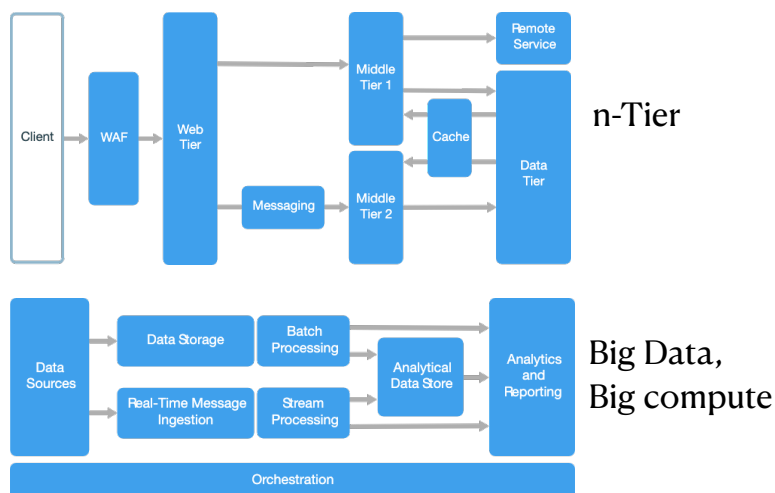 Remote
Service
Middle
Tier 1
n-Tier
Client
WAF
Web
Tier
Cache
Data
Tier
Messaging
Middle
Tier 2
Data
Sources
Data Storage
Batch
Processing
Real-Time Message
Ingestion
Stream
Processing
Analytical
Data Store
Analytics
and
Reporting
Big Data,
Big compute
Orchestration